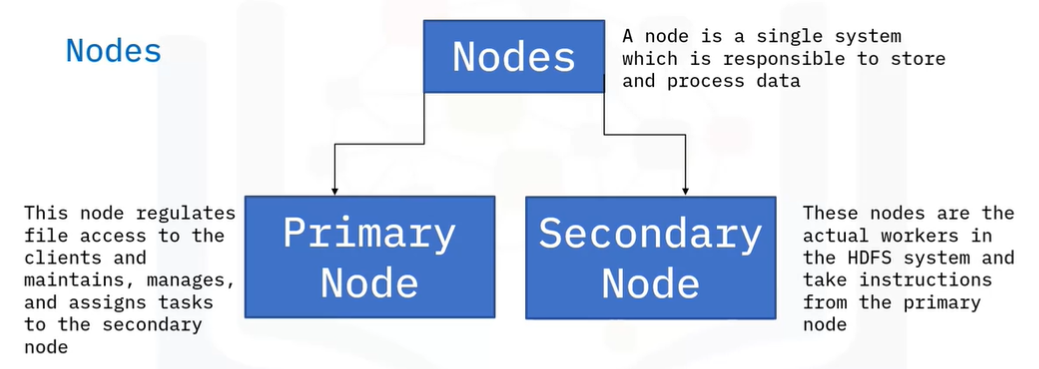 Nodes
Nodes
A node is a single system
which is responsible to store
and process data
This node regulates
file access to the
clients and
maintains, manages,
and assigns tasks
to the secondary
node
Primary
Node
Secondary
Node
These nodes are the
actual workers in
the HDFS system and
take instructions
from the primary
node